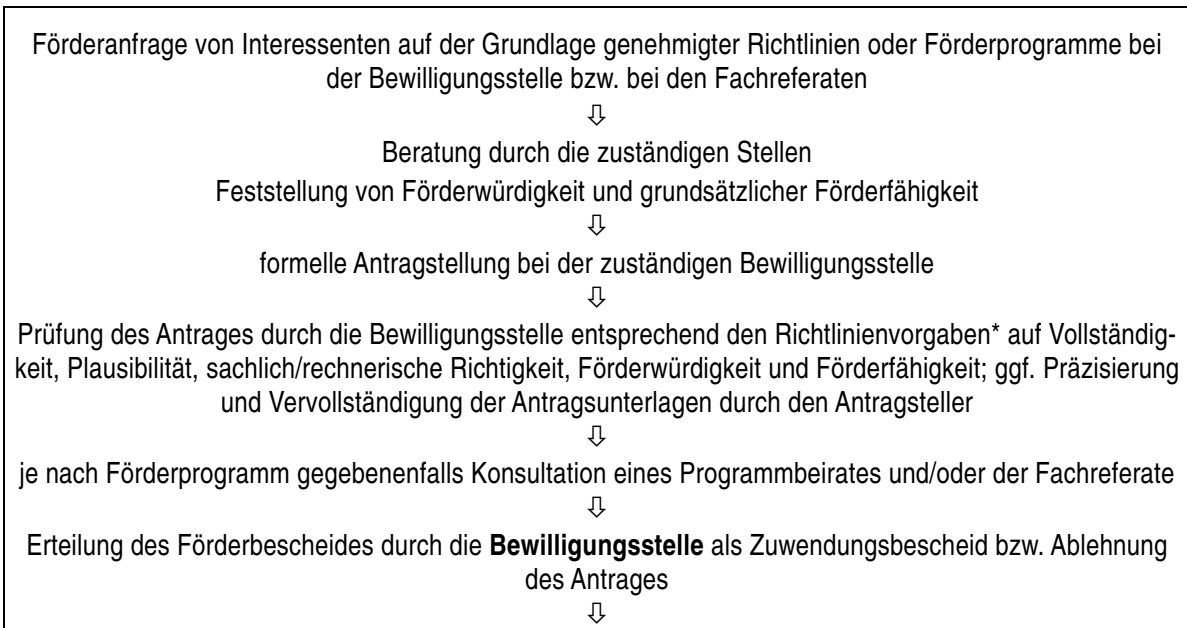 Förderanfrage von Interessenten auf der Grundlage genehmigter Richtlinien oder Förderprogramme bei
der Bewilligungsstelle bzw. bei den Fachreferaten
⇩
Beratung durch die zuständigen Stellen
Feststellung von Förderwürdigkeit und grundsätzlicher Förderfähigkeit
⇩
formelle Antragstellung bei der zuständigen Bewilligungsstelle
⇩
Prüfung des Antrages durch die Bewilligungsstelle entsprechend den Richtlinienvorgaben* auf Vollständig-
keit, Plausibilität, sachlich/rechnerische Richtigkeit, Förderwürdigkeit und Förderfähigkeit; ggf. Präzisierung
und Vervollständigung der Antragsunterlagen durch den Antragsteller
⇩
je nach Förderprogramm gegebenenfalls Konsultation eines Programmbeirates und/oder der Fachreferate
⇩
Erteilung des Förderbescheides durch die Bewilligungsstelle als Zuwendungsbescheid bzw. Ablehnung
des Antrages
⇩